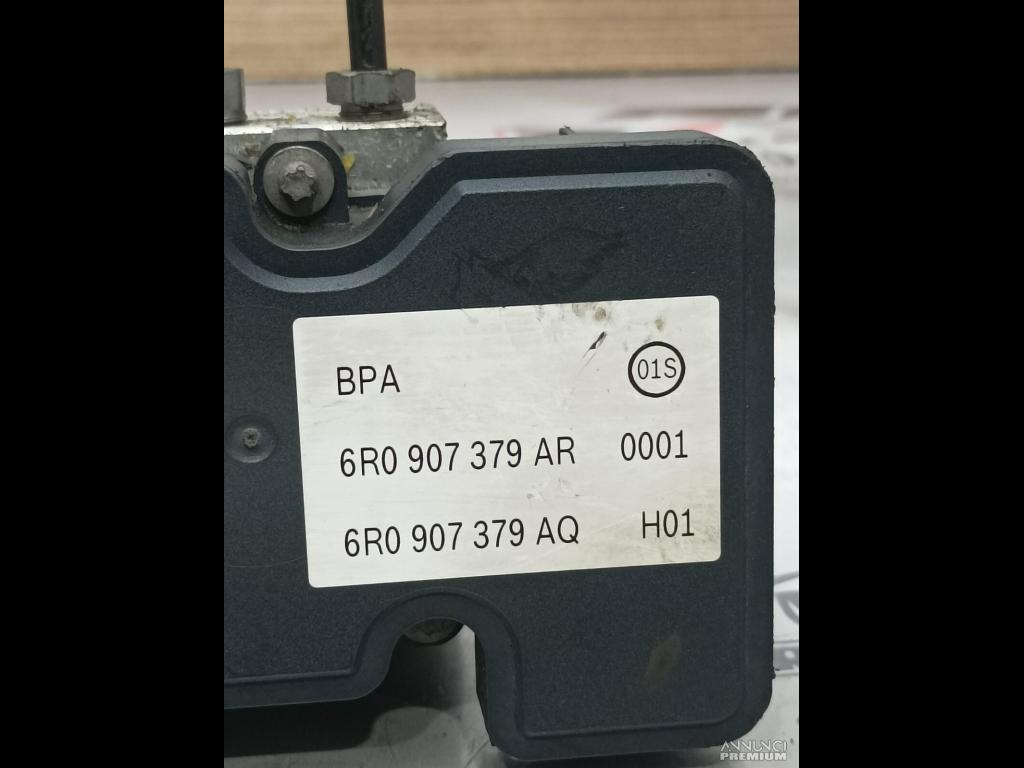 BPA 01S
6R0 907 379 AR 0001
6R0 907 379 AQ H01
ANNUNCI
PREMIUM